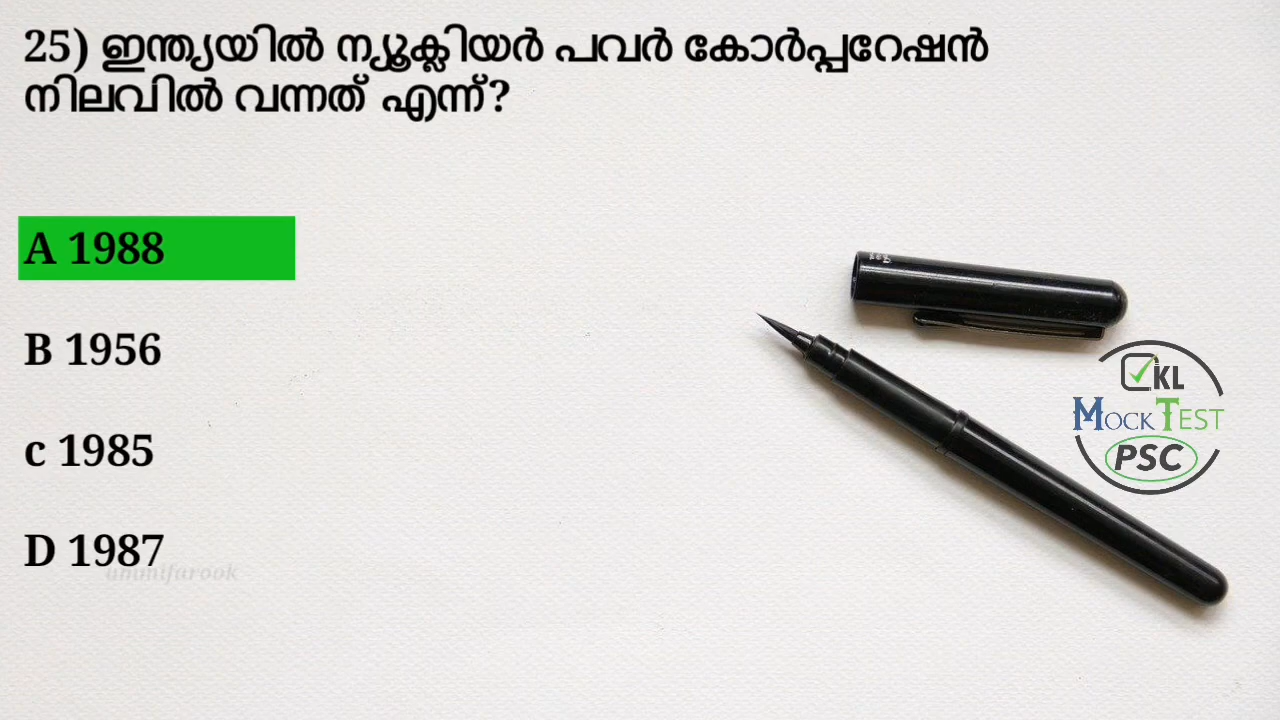 25) ഇന്ത്യയിൽ ന്യൂക്ലിയർ പവർ കോർപ്പറേഷൻ
നിലവിൽ വന്നത് എന്ന്?
A 1988
B 1956
c 1985
D 1987
ummifarook
KL
MOCK TEST
PSC